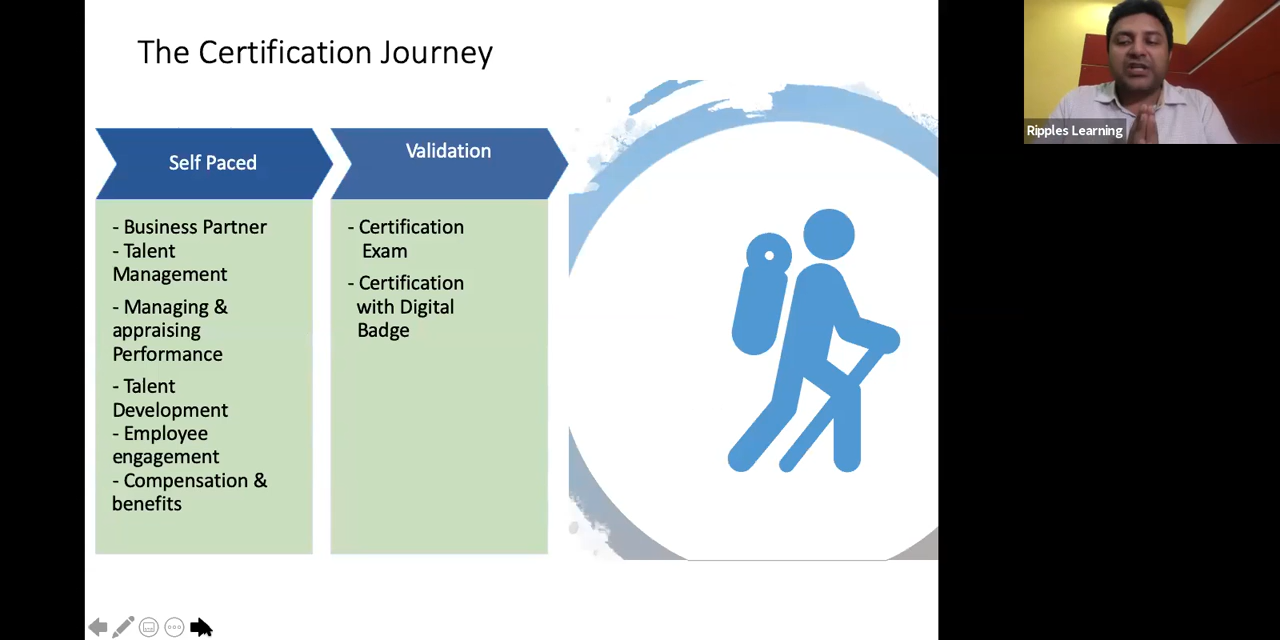 The Certification Journey
Self Paced
- Business Partner
- Talent
Management
- Managing &
appraising
Performance
- Talent
Development
- Employee
engagement
- Compensation &
benefits
Validation
- Certification
Exam
- Certification
with Digital
Badge
Ripples Learning